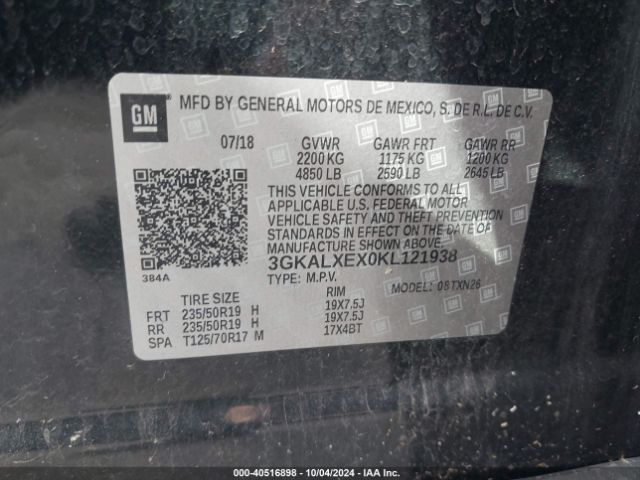 GM
MFD BY GENERAL MOTORS DE MEXICO, S. DE R.L. DE C.V.
07/18 GVWR GAWR FRT GAWR RR
2200 KG 1175 KG 1200 KG
4850 LB 2590 LB 2645 LB
THIS VEHICLE CONFORMS TO ALL
APPLICABLE U.S. FEDERAL MOTOR
VEHICLE SAFETY AND THEFT PREVENTION
STANDARDS IN EFFECT ON THE DATE OF
MANUFACTURE SHOWN ABOVE.
3GKALXEX0KL121938
384A
TYPE: M.P.V. MODEL: 08TXN26
TIRE SIZE RIM
FRT 235/50R19 H 19X7.5J
RR 235/50R19 H 19X7.5J
SPA T125/70R17 M 17X4BT
000-40516898 - 10/04/2024 - IAA Inc.